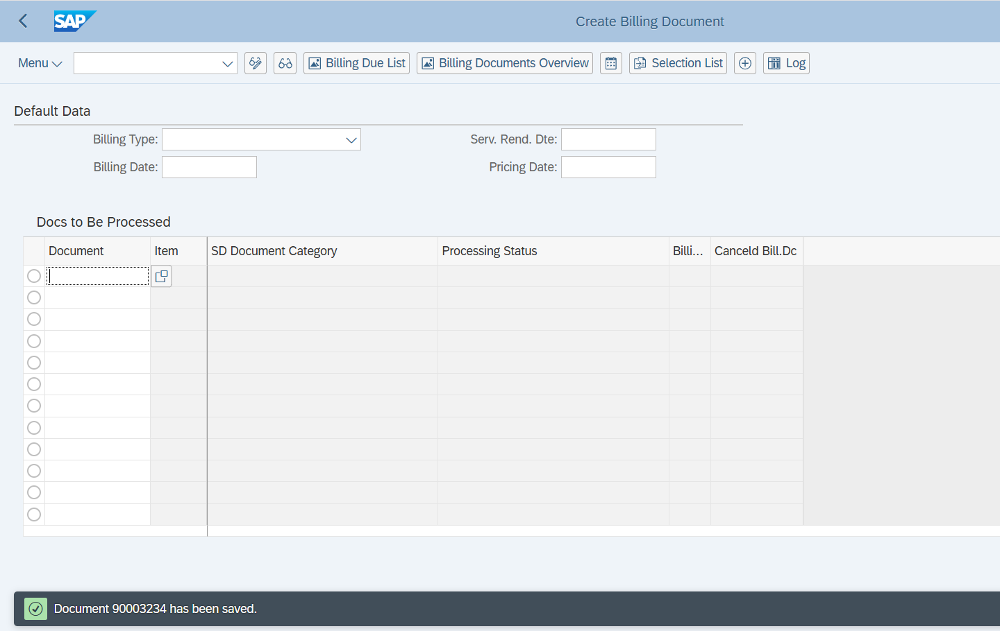 SAP
Create Billing Document
Menu
Billing Due List
Billing Documents Overview
Selection List
Log
Default Data
Billing Type:
Serv. Rend. Dte:
Billing Date:
Pricing Date:
Docs to Be Processed
Document Item SD Document Category Processing Status Billi... Canceld Bill.Dc
Document 90003234 has been saved.